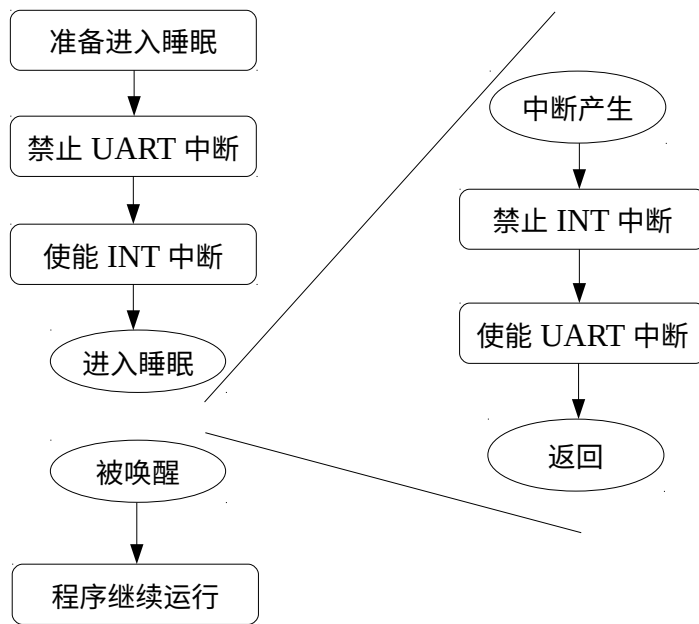 准备进入睡眠
禁止 UART 中断
使能 INT 中断
进入睡眠
被唤醒
程序继续运行
中断产生
禁止 INT 中断
使能 UART 中断
返回